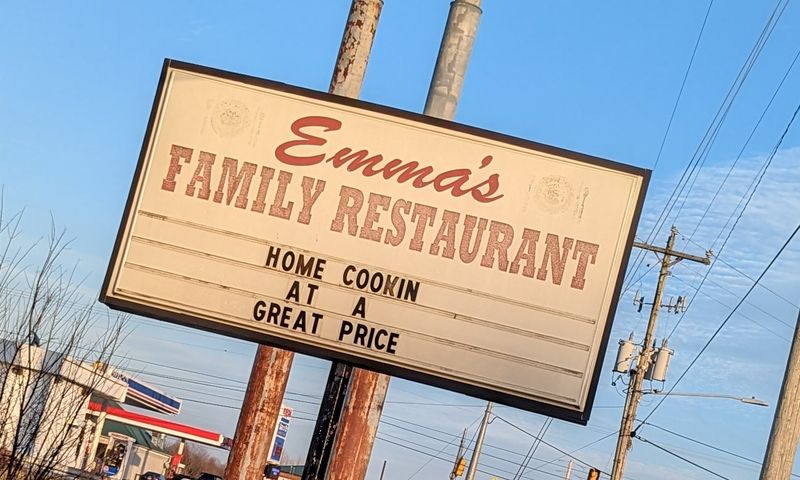 Emma's
FAMILY RESTAURANT
HOME COOKIN
AT A
GREAT PRICE